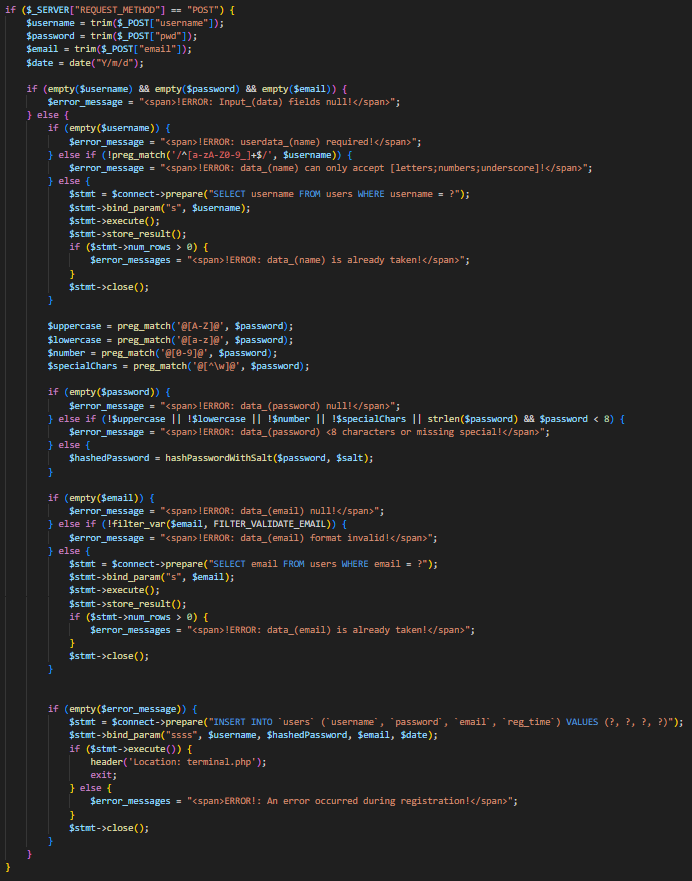 if ($_SERVER["REQUEST_METHOD"] == "POST") {
$username = trim($_POST["username"]);
$password = trim($_POST["pwd"]);
$email = trim($_POST["email"]);
$date = date("Y/m/d");
if (empty($username) && empty($password) && empty($email)) {
$error_message = "<span>!ERROR: Input_(data) fields null!</span>";
} else {
if (empty($username)) {
$error_message = "<span>!ERROR: userdata_(name) required!</span>";
} else if (!preg_match('/^[a-zA-Z0-9_]+$/', $username)) {
$error_message = "<span>!ERROR: data_(name) can only accept [letters;numbers;underscore]!</span>";
} else {
$stmt = $connect->prepare("SELECT username FROM users WHERE username = ?");
$stmt->bind_param("s", $username);
$stmt->execute();
$stmt->store_result();
if ($stmt->num_rows > 0) {
$error_messages = "<span>!ERROR: data_(name) is already taken!</span>";
}
$stmt->close();
}
$uppercase = preg_match('@[A-Z]@', $password);
$lowercase = preg_match('@[a-z]@', $password);
$number = preg_match('@[0-9]@', $password);
$specialChars = preg_match('@[^\w]@', $password);
if (empty($password)) {
$error_message = "<span>!ERROR: data_(password) null!</span>";
} else if (!$uppercase || !$lowercase || !$number || !$specialChars || strlen($password) && $password < 8) {
$error_message = "<span>!ERROR: data_(password) <8 characters or missing special!</span>";
} else {
$hashedPassword = hashPasswordWithSalt($password, $salt);
}
if (empty($email)) {
$error_message = "<span>!ERROR: data_(email) null!</span>";
} else if (!filter_var($email, FILTER_VALIDATE_EMAIL)) {
$error_message = "<span>!ERROR: data_(email) format invalid!</span>";
} else {
$stmt = $connect->prepare("SELECT email FROM users WHERE email = ?");
$stmt->bind_param("s", $email);
$stmt->execute();
$stmt->store_result();
if ($stmt->num_rows > 0) {
$error_messages = "<span>!ERROR: data_(email) is already taken!</span>";
}
$stmt->close();
}
if (empty($error_message)) {
$stmt = $connect->prepare("INSERT INTO `users` (`username`, `password`, `email`, `reg_time`) VALUES (?, ?, ?, ?)");
$stmt->bind_param("ssss", $username, $hashedPassword, $email, $date);
if ($stmt->execute()) {
header('Location: terminal.php');
exit;
} else {
$error_messages = "<span>ERROR!: An error occurred during registration!</span>";
}
$stmt->close();
}
}
}